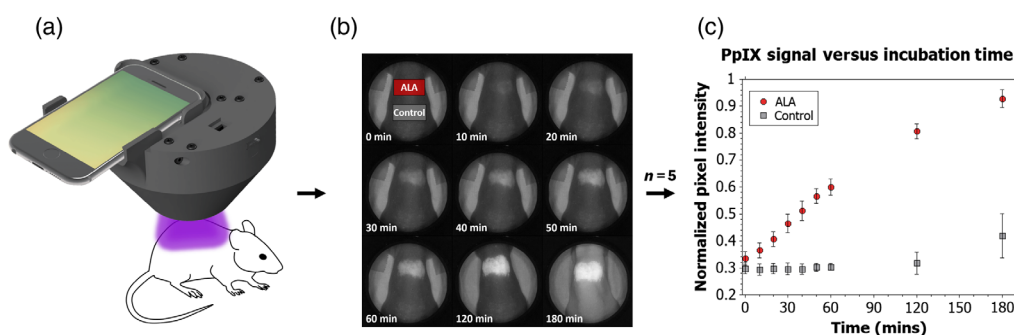 (a)
(b)
ALA
Control
0 min
10 min
20 min
30 min
40 min
50 min
60 min
120 min
180 min
n = 5
(c)
PpIX signal versus incubation time
Normalized pixel intensity
1
0.9
0.8
0.7
0.6
0.5
0.4
0.3
0.2
ALA
Control
0
30
60
90
120
150
180
Time (mins)